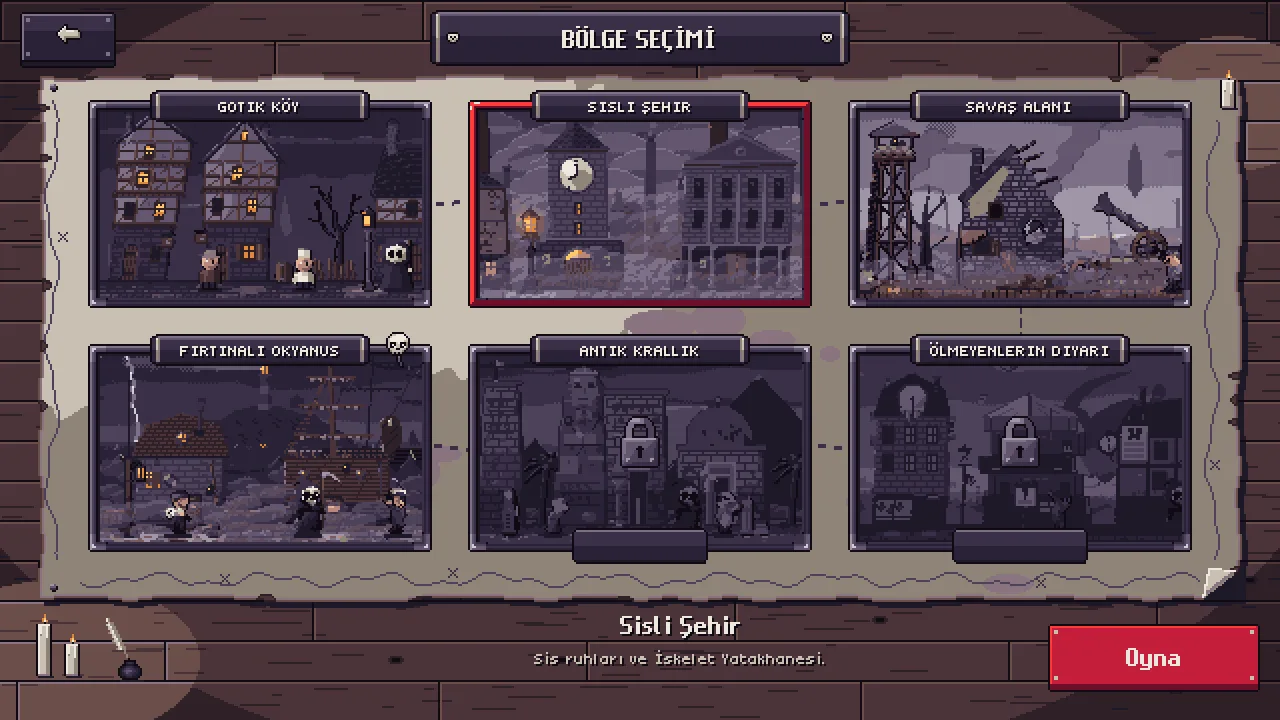 BÖLGE SEÇİMİ
GOTIK KÖY
SISLI ŞEHIR
SAVAŞ ALANI
FIRTINALI OKYANUS
ANTIK KRALLIK
ÖLMEYENLERIN DIYARI
Sisli Şehir
Sis ruhları ve İskelet Yatakhanesi.
Oyna